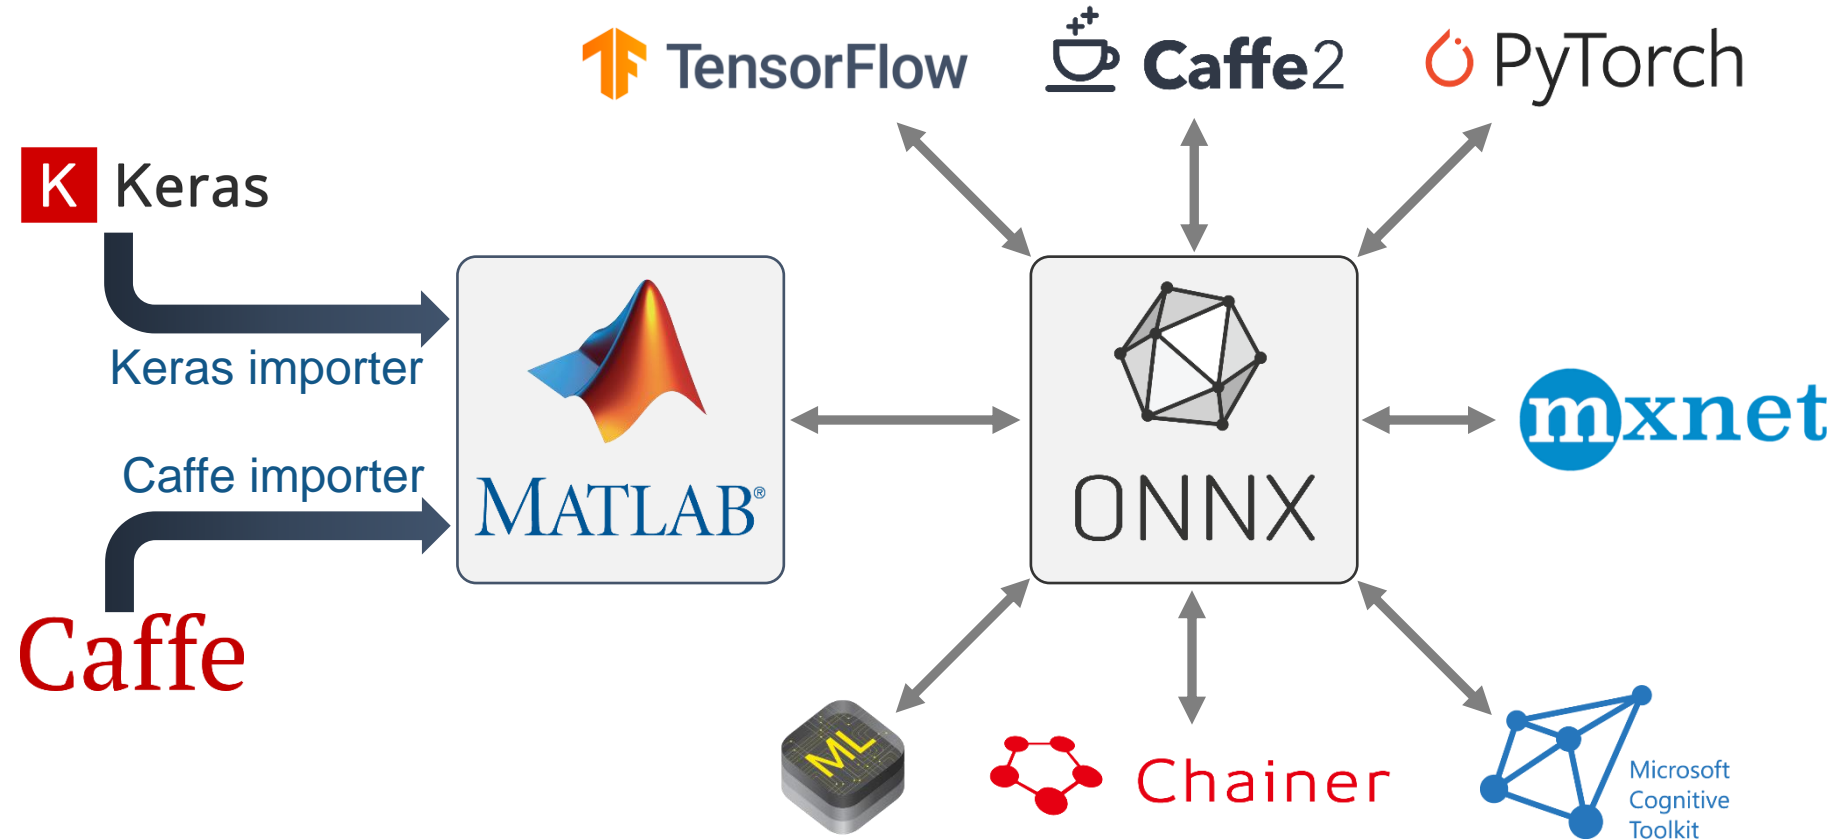 TensorFlow
Caffe2
PyTorch
K Keras
Keras importer
Caffe importer
MATLAB®
ONNX
mxnet
Caffe
ML
Chainer
Microsoft
Cognitive
Toolkit